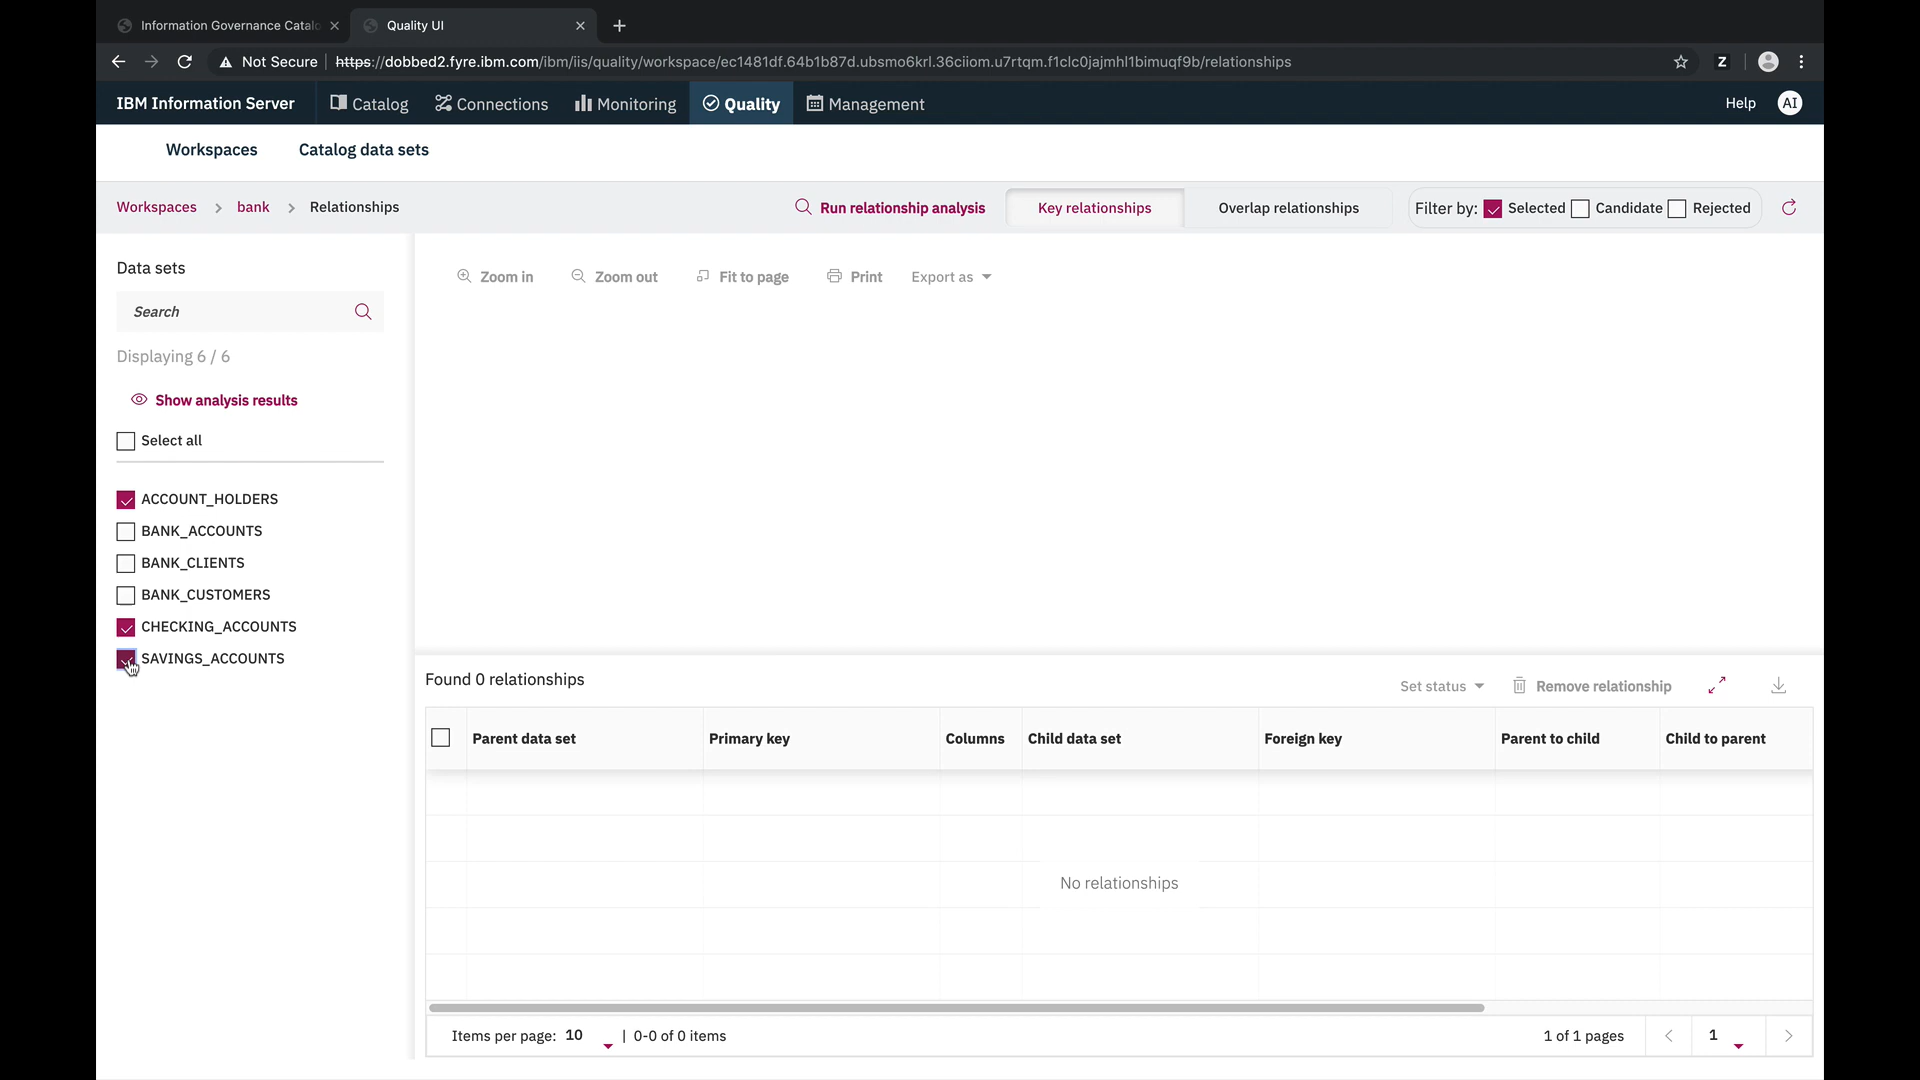 Information Governance Catalo
Quality UI
Not Secure
https://dobbed2.fyre.ibm.com/ibm/iis/quality/workspace/ec1481df.64b1b87d.ubsmo6krl.36ciiom.u7rtqm.f1clc0jajmhl1bimuqf9b/relationships
Z
IBM Information Server
Catalog
Connections
Monitoring
Quality
Management
Help
AI
Workspaces
Catalog data sets
Workspaces > bank > Relationships
Run relationship analysis
Key relationships
Overlap relationships
Filter by: Selected Candidate Rejected
Data sets
Search
Displaying 6 / 6
Show analysis results
Select all
ACCOUNT_HOLDERS
BANK_ACCOUNTS
BANK_CLIENTS
BANK_CUSTOMERS
CHECKING_ACCOUNTS
SAVINGS_ACCOUNTS
Zoom in
Zoom out
Fit to page
Print
Export as
Found 0 relationships
Set status
Remove relationship
Parent data set
Primary key
Columns
Child data set
Foreign key
Parent to child
Child to parent
No relationships
Items per page: 10 | 0-0 of 0 items
1 of 1 pages
1